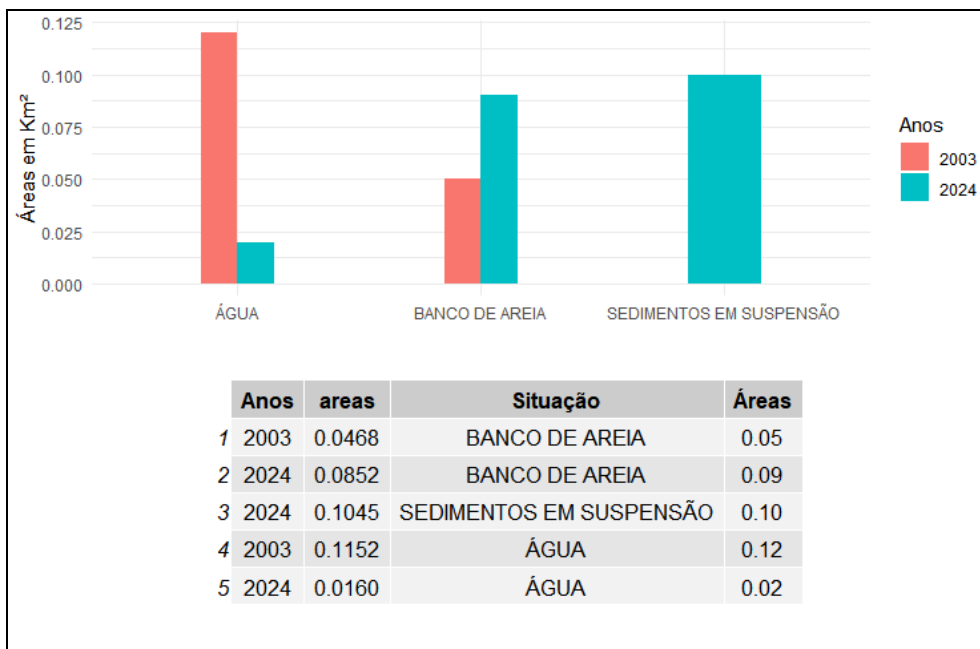 Áreas em Km²
0.125
0.100
0.075
0.050
0.025
0.000
ÁGUA BANCO DE AREIA SEDIMENTOS EM SUSPENSÃO
Anos
2003
2024
Anos areas Situação Áreas
1 2003 0.0468 BANCO DE AREIA 0.05
2 2024 0.0852 BANCO DE AREIA 0.09
3 2024 0.1045 SEDIMENTOS EM SUSPENSÃO 0.10
4 2003 0.1152 ÁGUA 0.12
5 2024 0.0160 ÁGUA 0.02